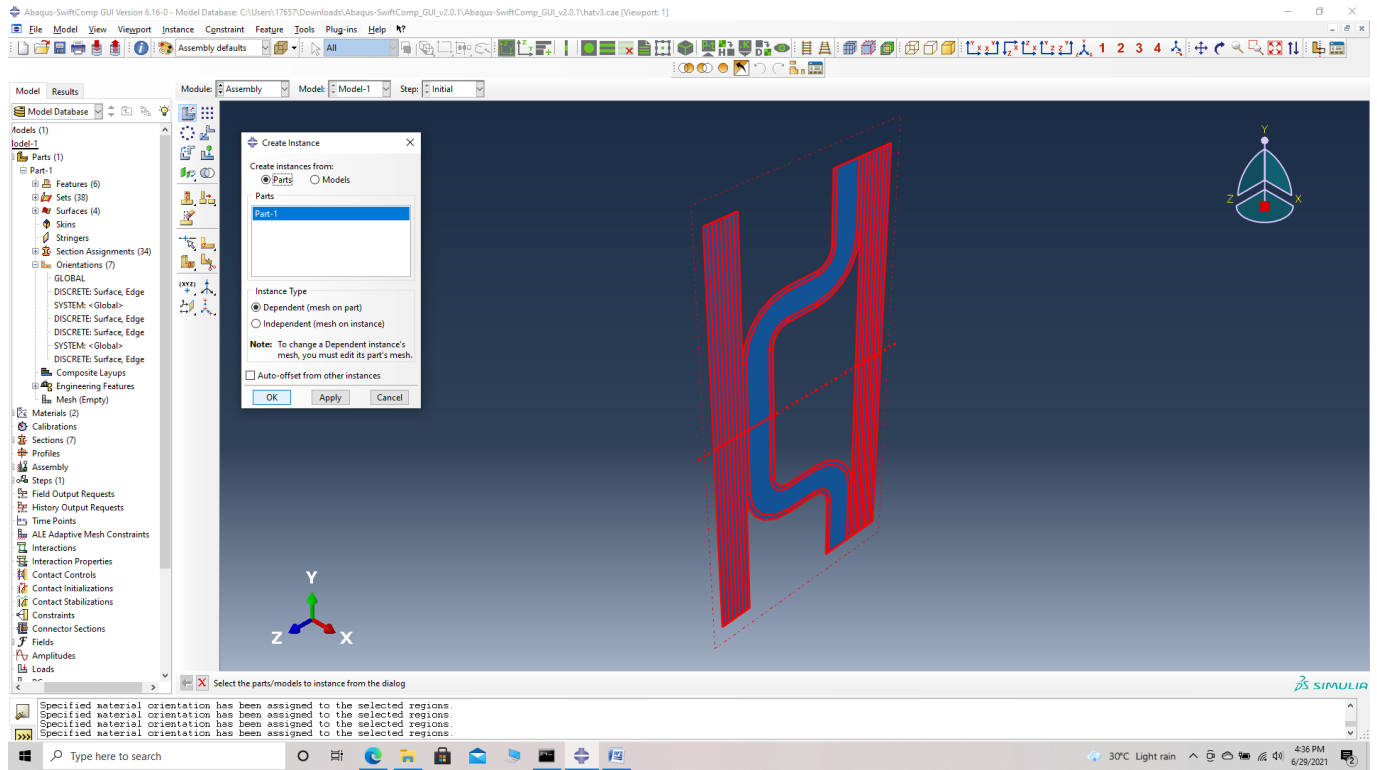 Abaqus-SwiftComp GUI Version 6.16-0 - Model Database: C:\Users\17657\Downloads\Abaqus-SwiftComp_GUI_v2.0.1\Abaqus-SwiftComp_GUI_v2.0.1\hatv3.cae [Viewport: 1]
File Model View Viewport Instance Constraint Feature Tools Plug-ins Help
Assembly defaults All 1 2 3 4
Model Results
Module: Assembly Model: Model-1 Step: Initial
Model Database
Models (1)
Model-1
Parts (1)
Part-1
Features (6)
Sets (38)
Surfaces (4)
Skins
Stringers
Section Assignments (34)
Orientations (7)
GLOBAL
DISCRETE: Surface, Edge
SYSTEM: <Global>
DISCRETE: Surface, Edge
DISCRETE: Surface, Edge
SYSTEM: <Global>
DISCRETE: Surface, Edge
Composite Layups
Engineering Features
Mesh (Empty)
Materials (2)
Calibrations
Sections (7)
Profiles
Assembly
Steps (1)
Field Output Requests
History Output Requests
Time Points
ALE Adaptive Mesh Constraints
Interactions
Interaction Properties
Contact Controls
Contact Initializations
Contact Stabilizations
Constraints
Connector Sections
Fields
Amplitudes
Loads
(XYZ)
Create Instance
Create instances from:
Parts Models
Parts
Part-1
Instance Type
Dependent (mesh on part)
Independent (mesh on instance)
Note: To change a Dependent instance's
mesh, you must edit its part's mesh.
Auto-offset from other instances
OK Apply Cancel
Y
Z X
Y
Z X
Select the parts/models to instance from the dialog
SIMULIA
Specified material orientation has been assigned to the selected regions.
Specified material orientation has been assigned to the selected regions.
Specified material orientation has been assigned to the selected regions.
Specified material orientation has been assigned to the selected regions.
Type here to search
30°C Light rain
4:36 PM
6/29/2021
2